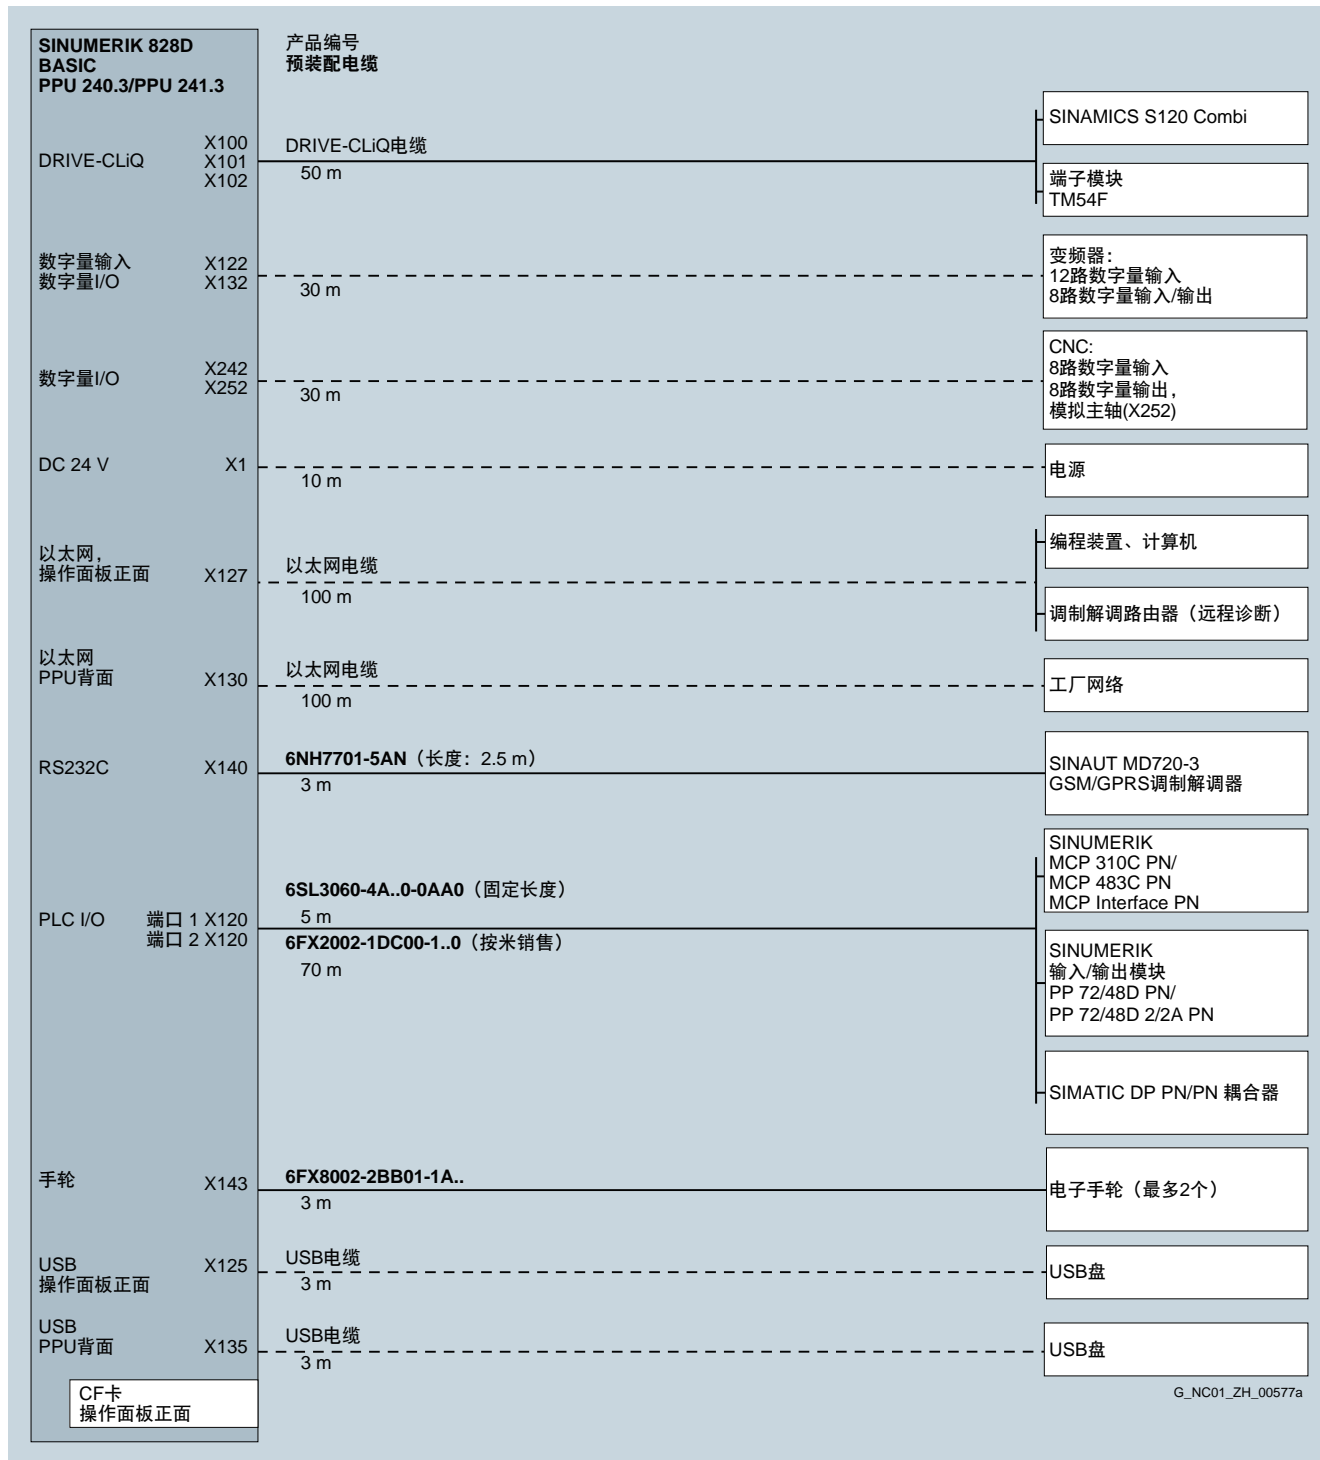 SINUMERIK 828D
BASIC
PPU 240.3/PPU 241.3
产品编号
预装配电缆
DRIVE-CLiQ
X100
X101
X102
DRIVE-CLiQ电缆
50 m
SINAMICS S120 Combi
端子模块
TM54F
数字量输入 X122
数字量I/O X132
30 m
变频器：
12路数字量输入
8路数字量输入/输出
数字量I/O
X242
X252
30 m
CNC:
8路数字量输入
8路数字量输出，
模拟主轴(X252)
DC 24 V X1
10 m
电源
以太网，
操作面板正面 X127
以太网电缆
100 m
编程装置、计算机
调制解调路由器（远程诊断）
以太网
PPU背面 X130
以太网电缆
100 m
工厂网络
RS232C X140
6NH7701-5AN（长度：2.5 m）
3 m
SINAUT MD720-3
GSM/GPRS调制解调器
PLC I/O 端口 1 X120
端口 2 X120
6SL3060-4A..0-0AA0（固定长度）
5 m
6FX2002-1DC00-1..0（按米销售）
70 m
SINUMERIK
MCP 310C PN/
MCP 483C PN
MCP Interface PN
SINUMERIK
输入/输出模块
PP 72/48D PN/
PP 72/48D 2/2A PN
SIMATIC DP PN/PN 耦合器
手轮 X143
6FX8002-2BB01-1A..
3 m
电子手轮（最多2个）
USB X125
操作面板正面
USB电缆
3 m
USB盘
USB
PPU背面 X135
USB电缆
3 m
USB盘
CF卡
操作面板正面
G_NC01_ZH_00577a